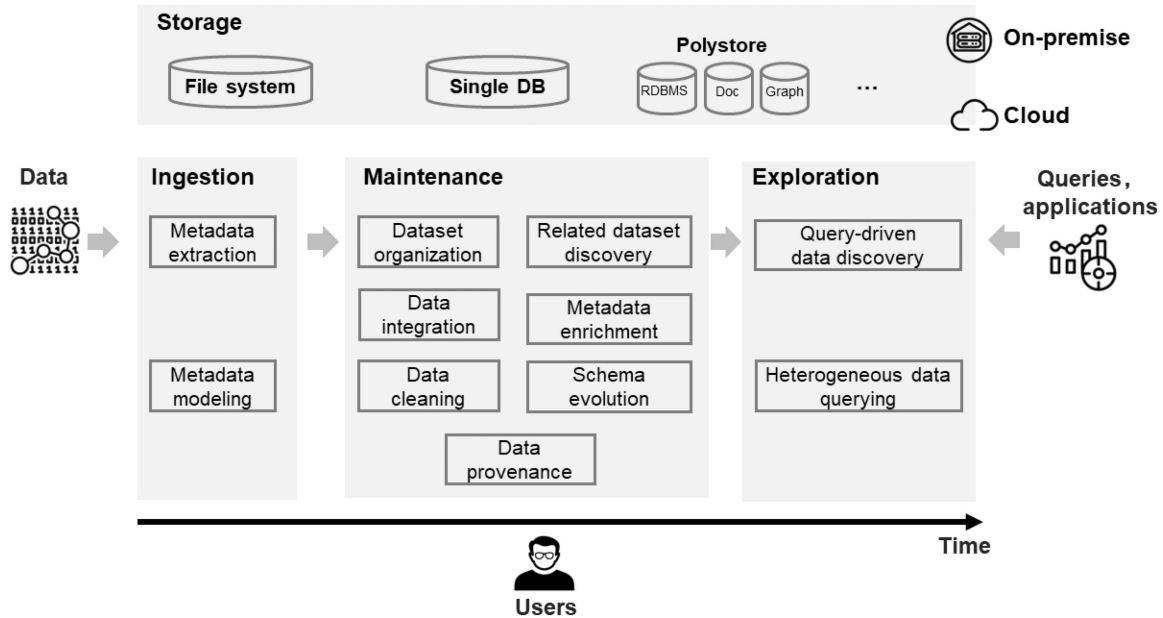 Storage
File system
Single DB
Polystore
RDBMS
Doc
Graph
...
On-premise
Cloud
Data
Ingestion
Metadata
extraction
Metadata
modeling
Maintenance
Dataset
organization
Related dataset
discovery
Data
integration
Metadata
enrichment
Data
cleaning
Schema
evolution
Data
provenance
Exploration
Query-driven
data discovery
Heterogeneous data
querying
Queries,
applications
Time
Users